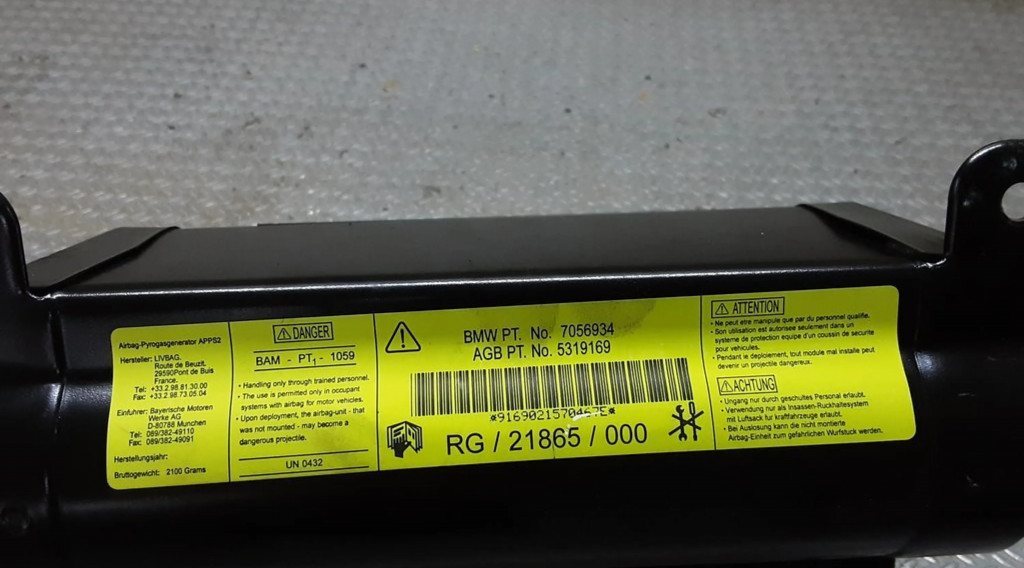 Airbag-Pyrogasgenerator APPS2
Hersteller: LIVBAG.
Route de Beuzit.
29590Pont de Buis
France.
Tel: +33.2.98.81.30.00
Fax: +33.2.98.73.05.04
Einfuhrer: Bayerische Motoren
Werke AG
D-80788 Munchen
Tel: 089/382-49110
Fax: 089/382-49091
Herstellungsjahr:
Bruttogewicht: 2100 Grams
DANGER
BAM - PT₁ - 1059
• Handling only through trained personnel.
• The use is permitted only in occupant
systems with airbag for motor vehicles.
• Upon deployment, the airbag-unit - that
was not mounted - may become a
dangerous projectile.
UN 0432
BMW PT. No. 7056934
AGB PT. No. 5319169
RG / 21865 / 000
ATTENTION
• Ne peut etre manipule que par du personnel qualifie.
• Son utilisation est autorisee seulement dans un
systeme de protection equipe d'un coussin de securite
pour vehicules.
• Pendant le deploiement, tout module mal installe peut
devenir un projectile dangereux.
ACHTUNG
• Umgang nur durch geschultes Personal erlaubt.
• Verwendung nur als Insassen-Ruckhaltesystem
mit Luftsack fur kraftfahrzeuge erlaubt.
• Bei Auslosung kann die nicht montierte
Airbag-Einheit zum gefahrlichen Wurfstuck werden.